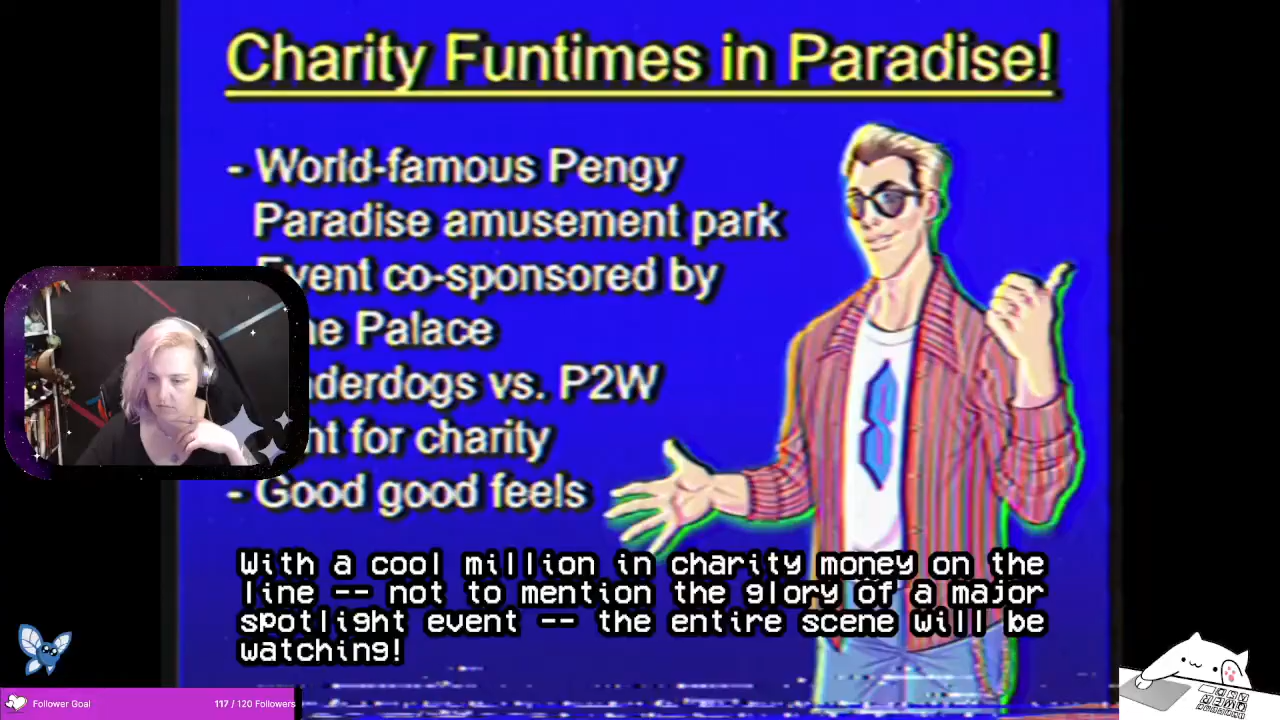 Charity Funtimes in Paradise!
- World-famous Pengy
Paradise amusement park
Event co-sponsored by
Palace
vs. P2W
for charity
- Good good feels
With a cool million in charity money on the
line -- not to mention the glory of a major
spotlight event -- the entire scene will be
watching!
Follower Goal
117 / 120 Followers